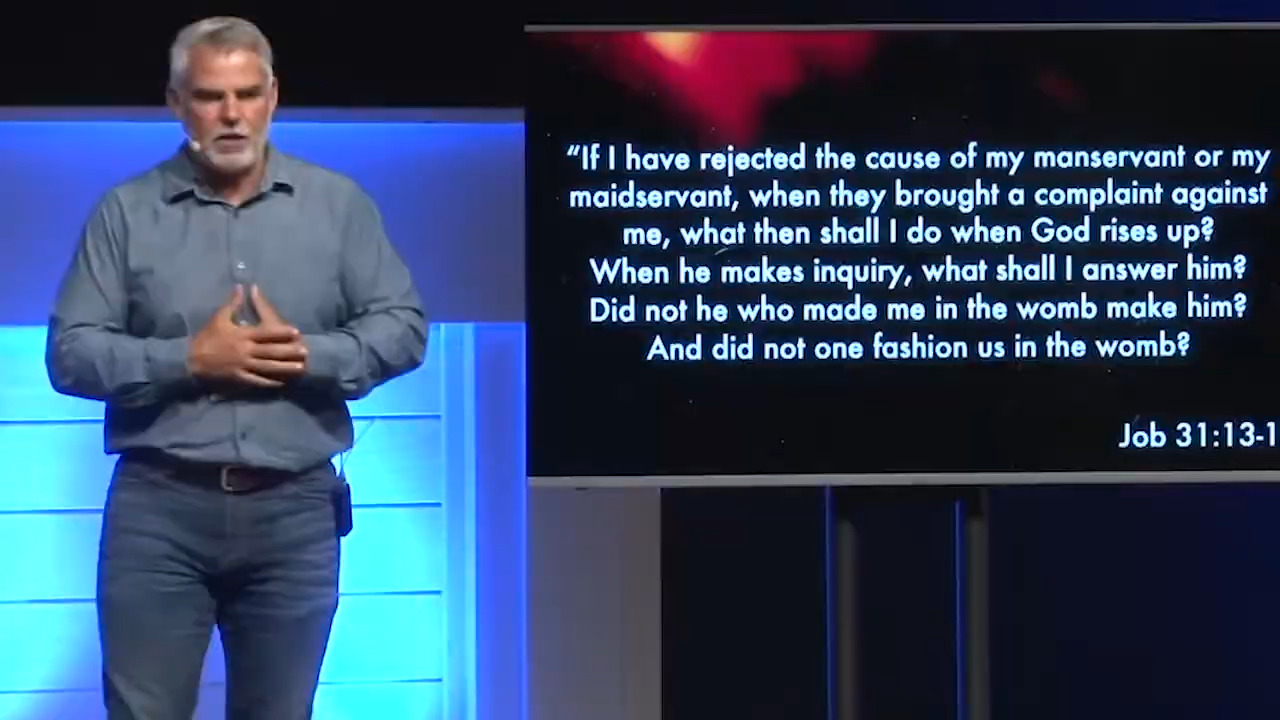 “If I have rejected the cause of my manservant or my
maidservant, when they brought a complaint against
me, what then shall I do when God rises up?
When he makes inquiry, what shall I answer him?
Did not he who made me in the womb make him?
And did not one fashion us in the womb?
Job 31:13-1